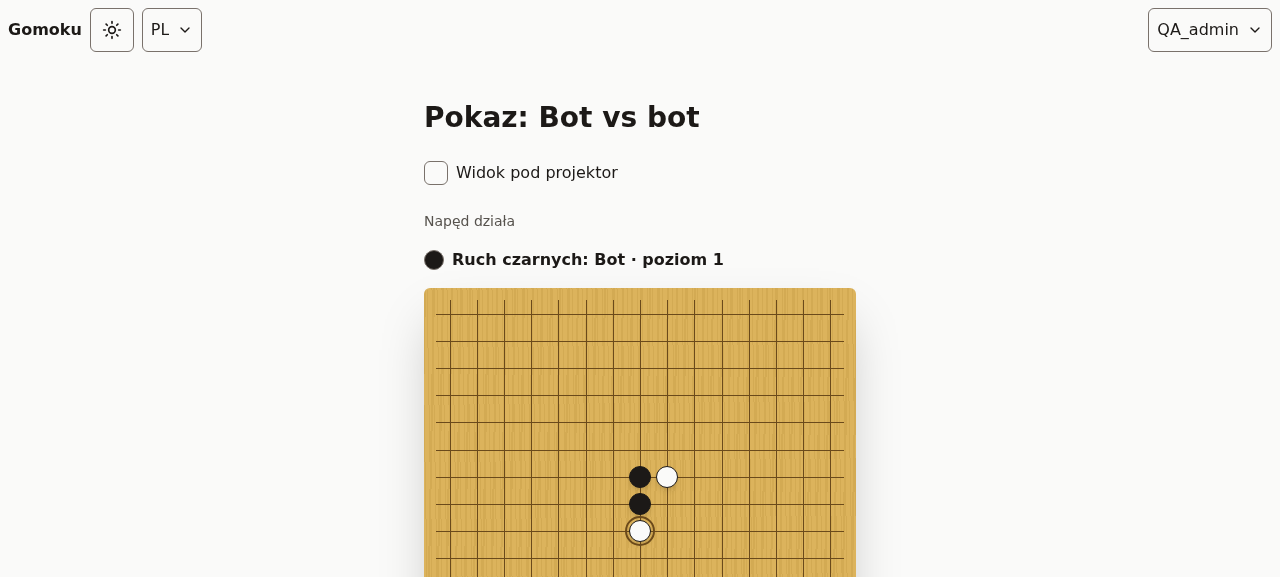 Gomoku
PL
QA_admin
Pokaz: Bot vs bot
Widok pod projektor
Napęd działa
Ruch czarnych: Bot · poziom 1